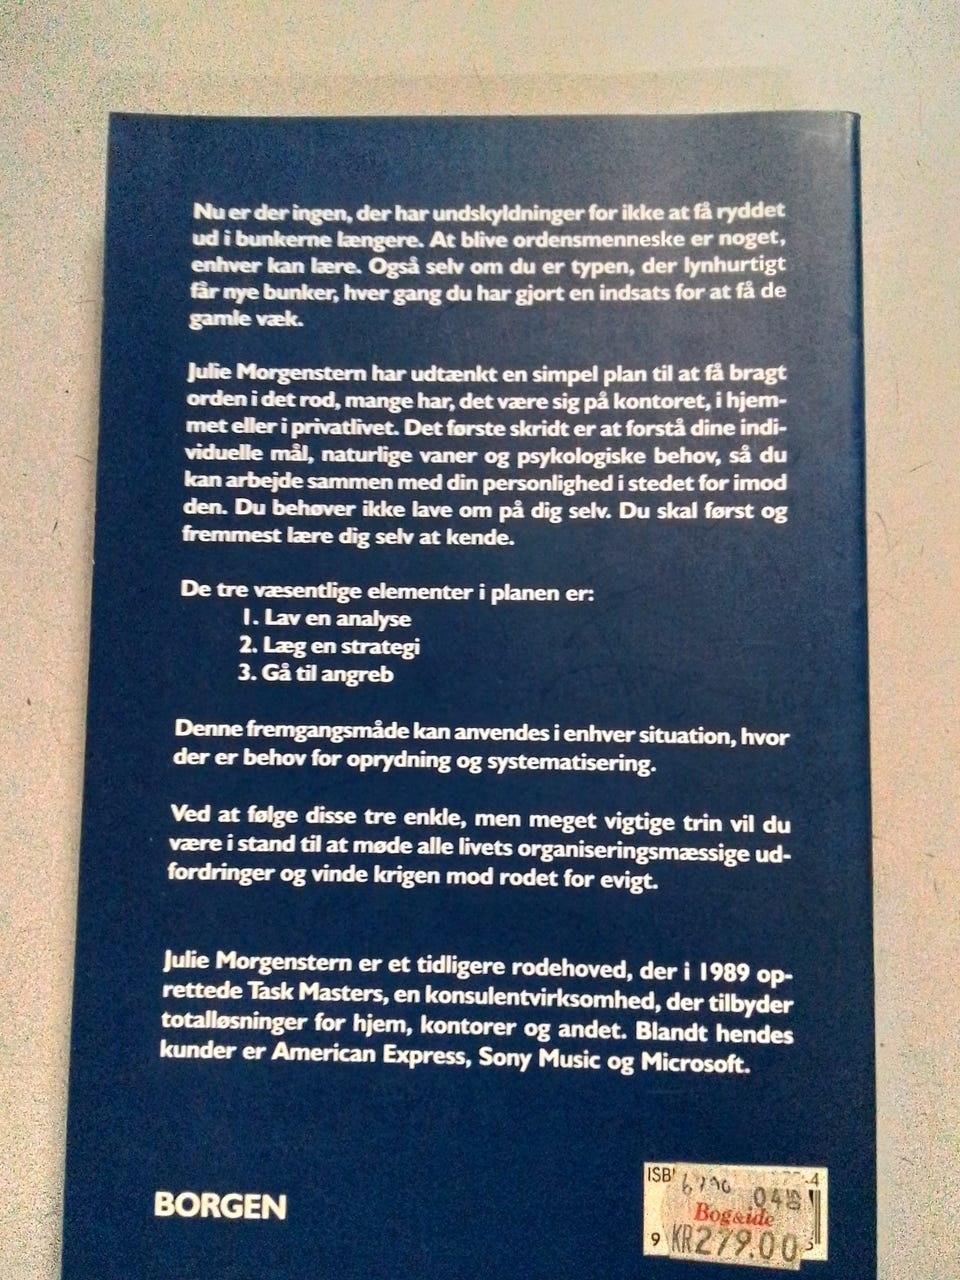 Nu er der ingen, der har undskyldninger for ikke at få ryddet
ud i bunkerne længere. At blive ordensmenneske er noget,
enhver kan lære. Også selv om du er typen, der lynhurtigt
får nye bunker, hver gang du har gjort en indsats for at få de
gamle væk.
Julie Morgenstern har udtænkt en simpel plan til at få bragt
orden i det rod, mange har, det være sig på kontoret, i hjem-
met eller i privatlivet. Det første skridt er at forstå dine indi-
viduelle mål, naturlige vaner og psykologiske behov, så du
kan arbejde sammen med din personlighed i stedet for imod
den. Du behøver ikke lave om på dig selv. Du skal først og
fremmest lære dig selv at kende.
De tre væsentlige elementer i planen er:
1. Lav en analyse
2. Læg en strategi
3. Gå til angreb
Denne fremgangsmåde kan anvendes i enhver situation, hvor
der er behov for oprydning og systematisering.
Ved at følge disse tre enkle, men meget vigtige trin vil du
være i stand til at møde alle livets organiseringsmæssige ud-
fordringer og vinde krigen mod rodet for evigt.
Julie Morgenstern er et tidligere rodehoved, der i 1989 op-
rettede Task Masters, en konsulentvirksomhed, der tilbyder
totalløsninger for hjem, kontorer og andet. Blandt hendes
kunder er American Express, Sony Music og Microsoft.
BORGEN
Bog&ide
KR279.00